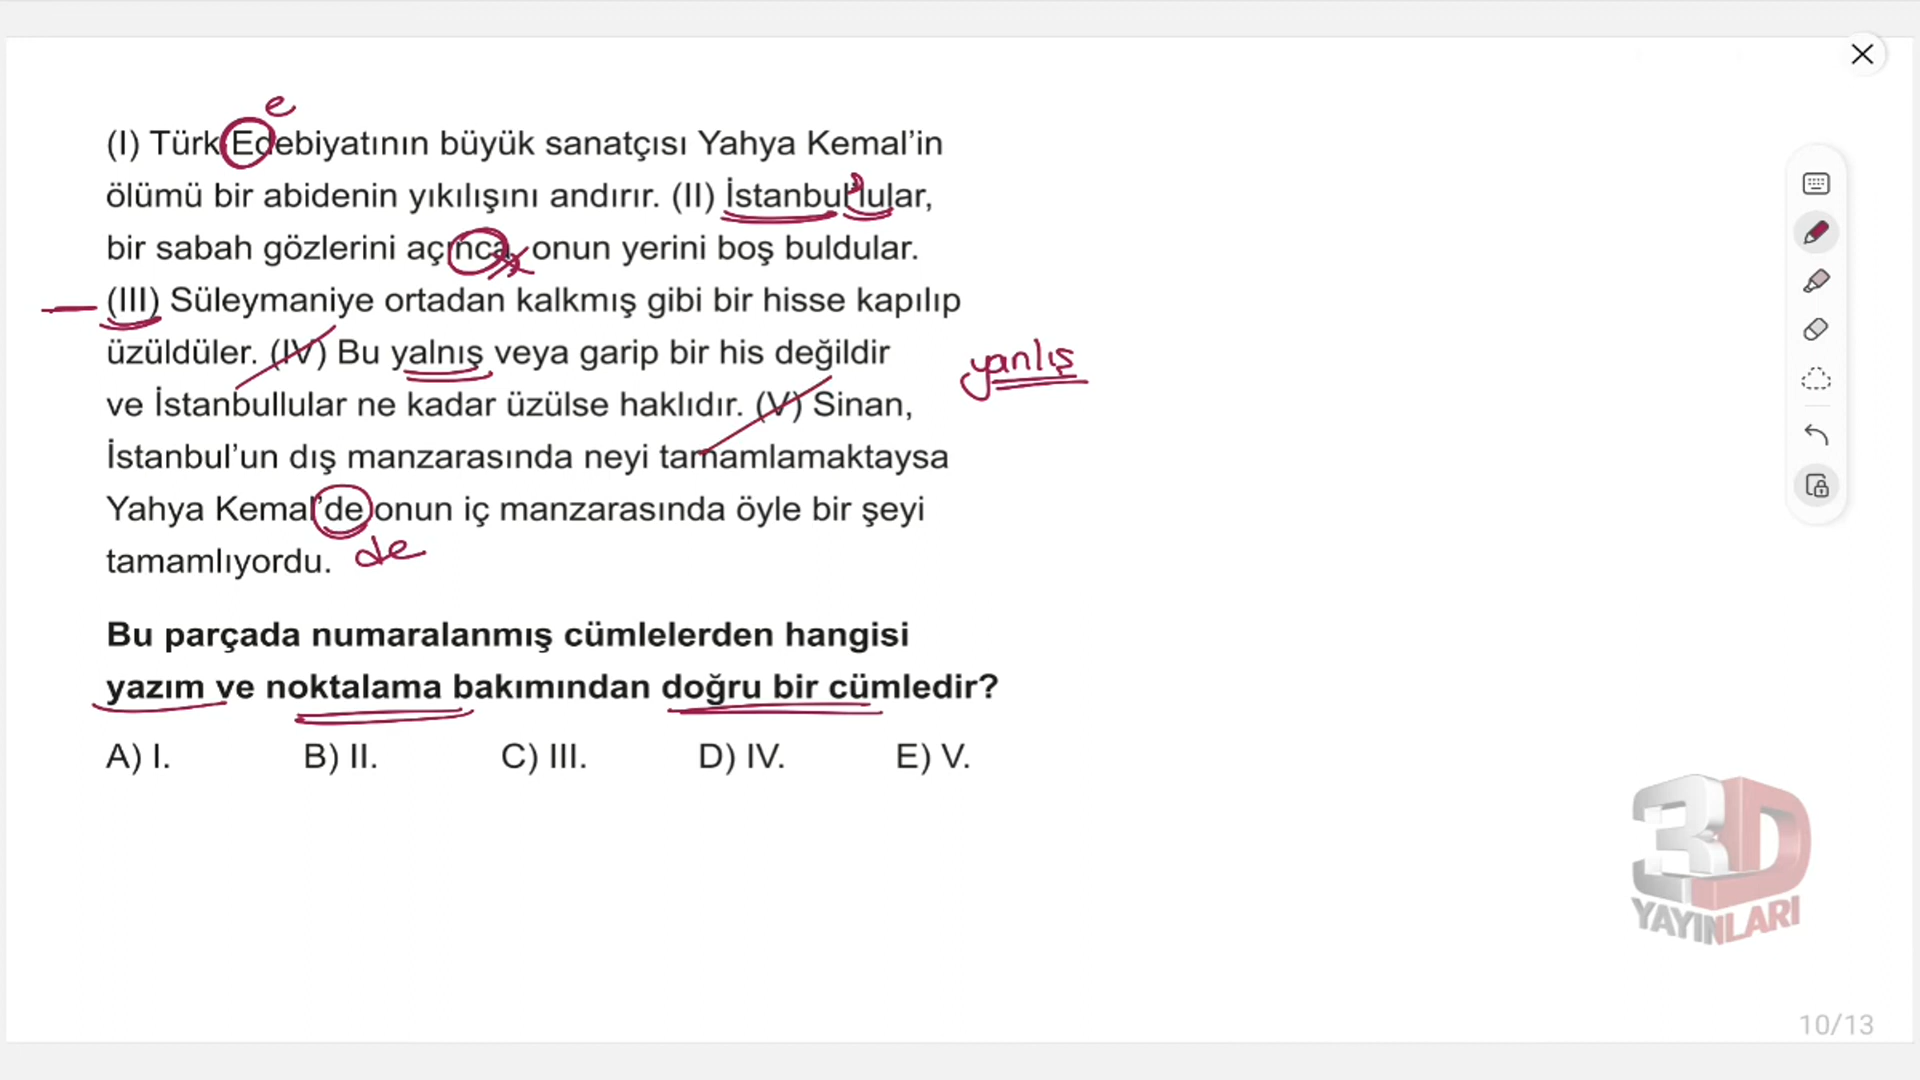 e
(I) Türk Edebiyatının büyük sanatçısı Yahya Kemal’in
ölümü bir abidenin yıkılışını andırır. (II) İstanbul’lular,
bir sabah gözlerini açınca, onun yerini boş buldular.
(III) Süleymaniye ortadan kalkmış gibi bir hisse kapılıp
üzüldüler. (IV) Bu yalnış veya garip bir his değildir
yanlış
ve İstanbullular ne kadar üzülse haklıdır. (V) Sinan,
İstanbul’un dış manzarasında neyi tamamlamaktaysa
Yahya Kemal’de onun iç manzarasında öyle bir şeyi
tamamlıyordu.
de
Bu parçada numaralanmış cümlelerden hangisi
yazım ve noktalama bakımından doğru bir cümledir?
A) I. B) II. C) III. D) IV. E) V.
3D
YAYINLARI
10/13